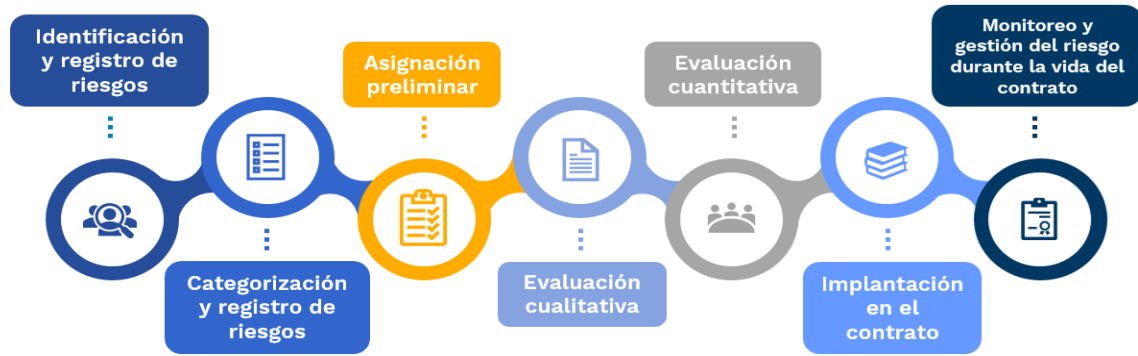 Identificación
y registro de
riesgos
Categorización
y registro de
riesgos
Asignación
preliminar
Evaluación
cualitativa
Evaluación
cuantitativa
Implantación
en el
contrato
Monitoreo y
gestión del riesgo
durante la vida del
contrato